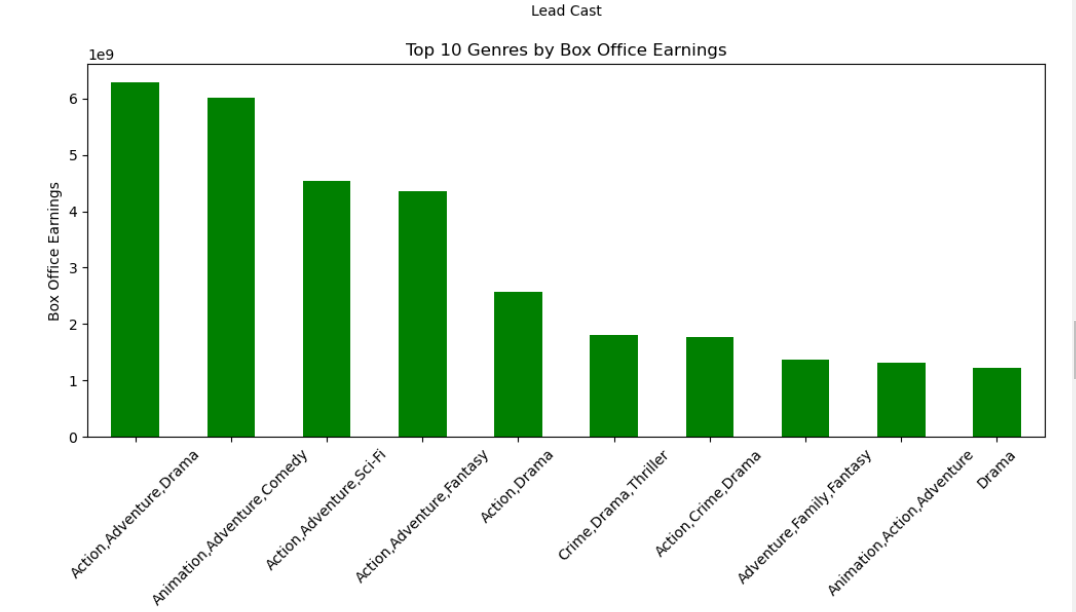 Lead Cast
Top 10 Genres by Box Office Earnings
1e9
6
5
4
3
2
1
0
Box Office Earnings
Action,Adventure,Drama
Animation,Adventure,Comedy
Action,Adventure,Sci-Fi
Action,Adventure,Fantasy
Action,Drama
Crime,Drama,Thriller
Action,Crime,Drama
Adventure,Family,Fantasy
Animation,Action,Adventure
Drama